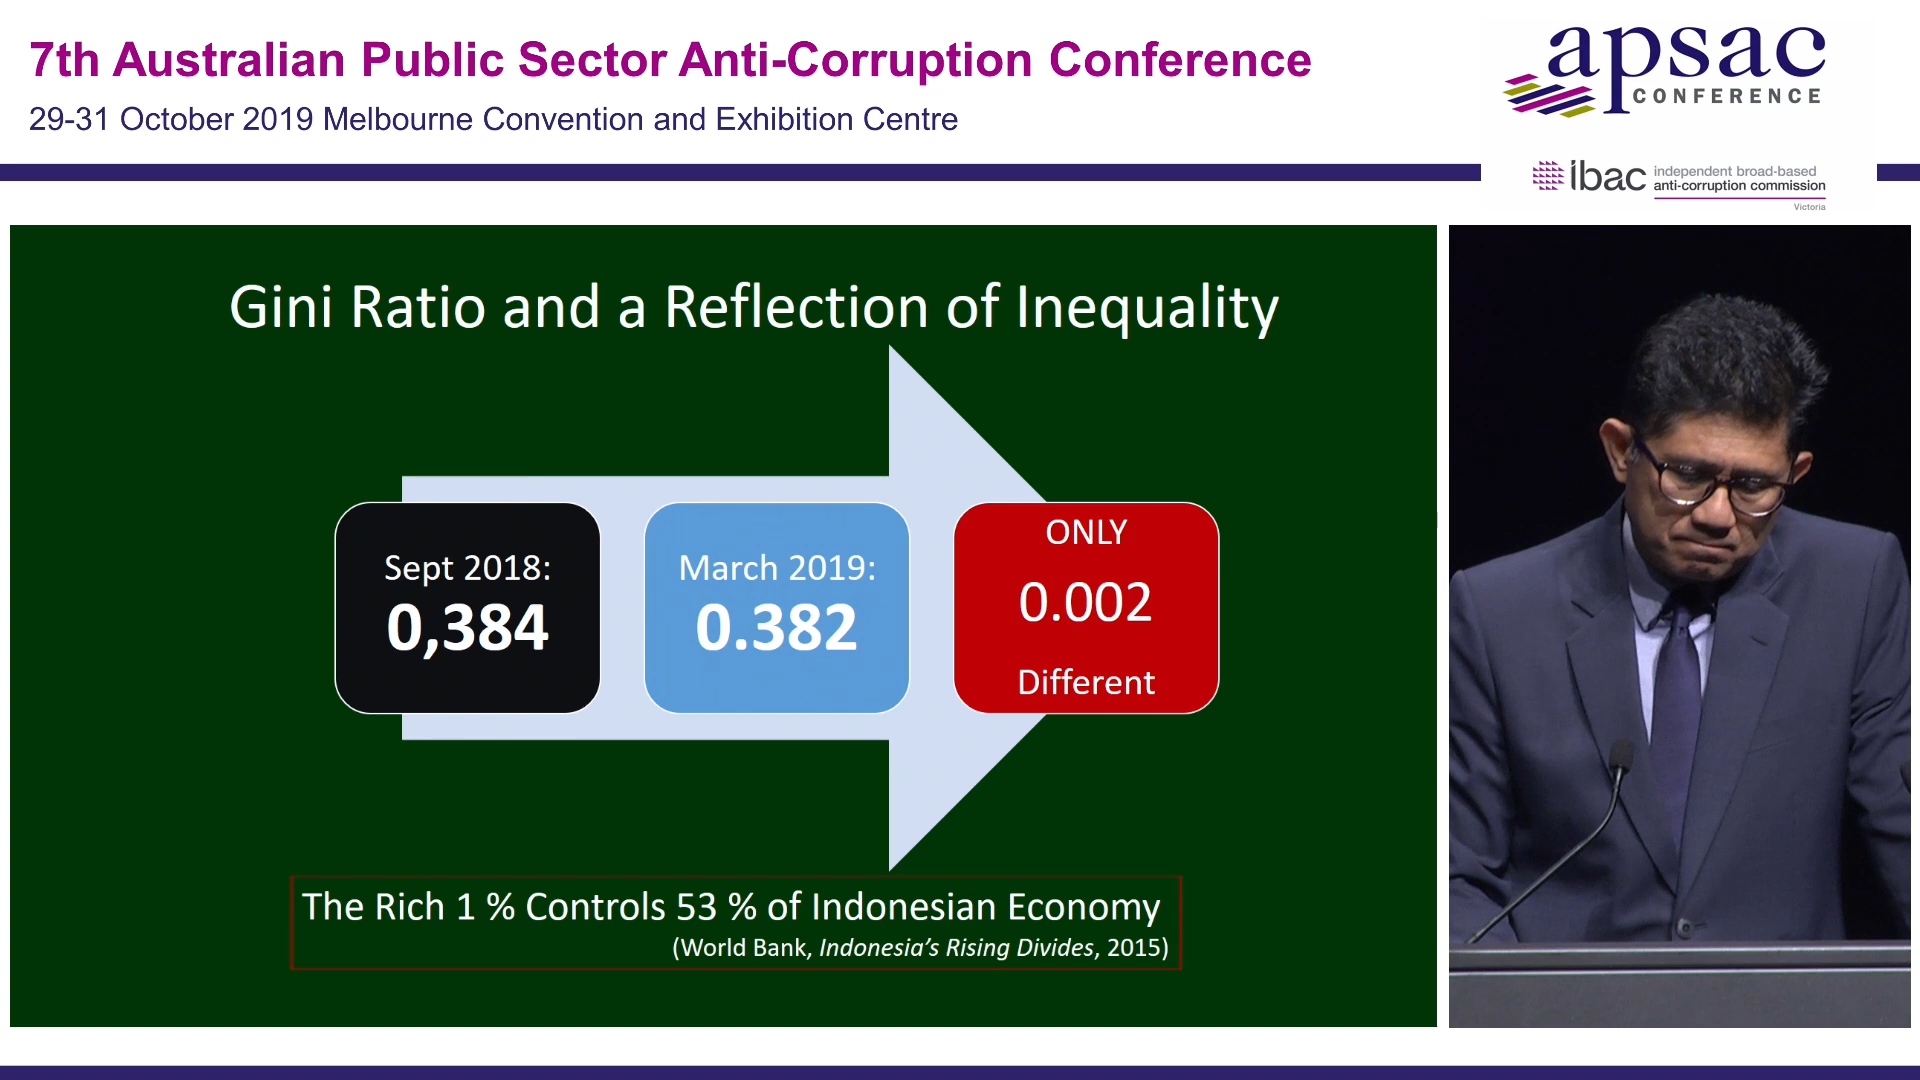 7th Australian Public Sector Anti-Corruption Conference
29-31 October 2019 Melbourne Convention and Exhibition Centre
apsac
CONFERENCE
ibac
independent broad-based
anti-corruption commission
Victoria
Gini Ratio and a Reflection of Inequality
Sept 2018:
0,384
March 2019:
0.382
ONLY
0.002
Different
The Rich 1 % Controls 53 % of Indonesian Economy
(World Bank, Indonesia’s Rising Divides, 2015)